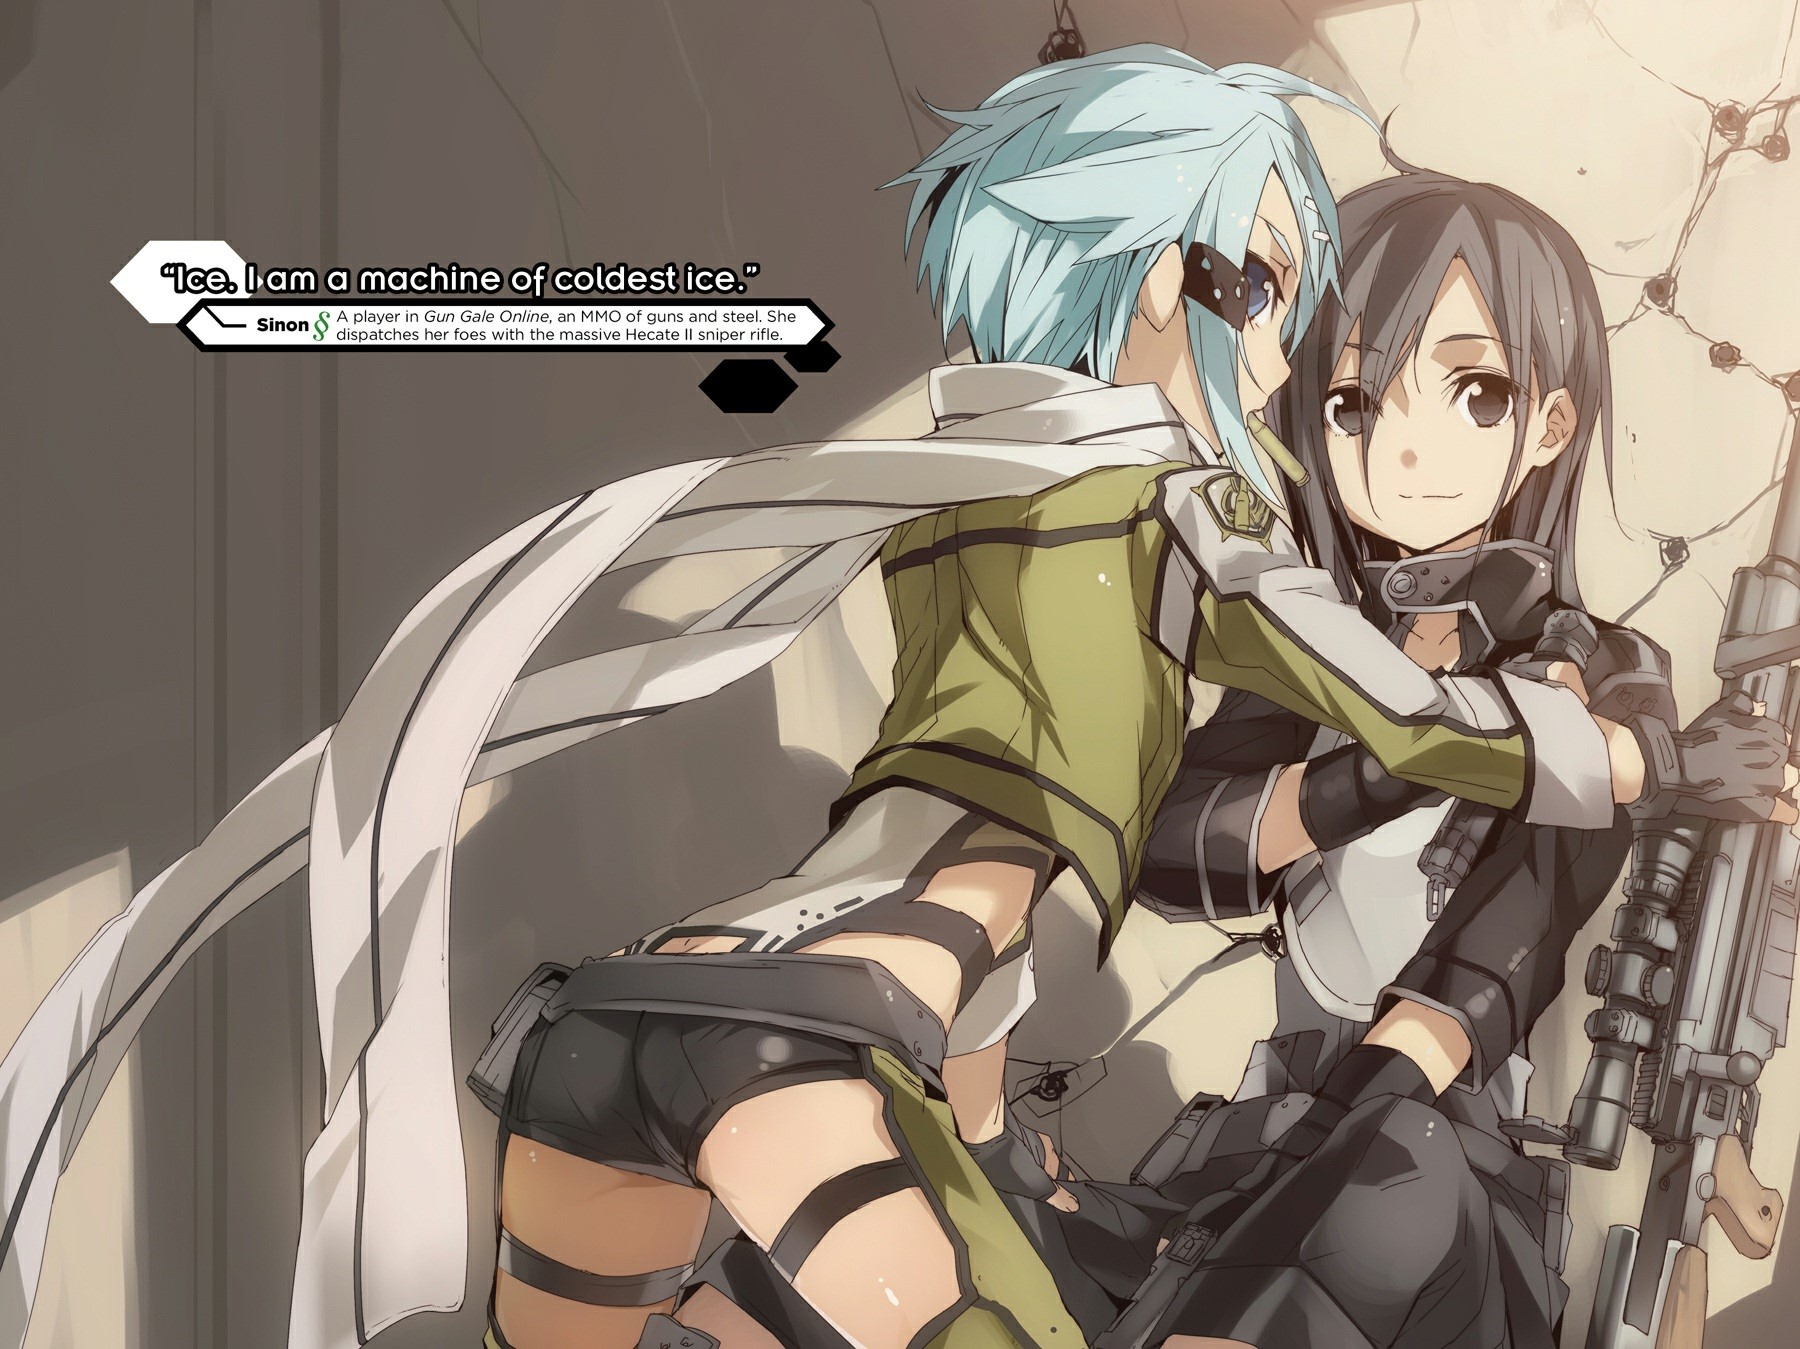 “Ice. I am a machine of coldest ice.”
Sinon § A player in Gun Gale Online, an MMO of guns and steel. She
dispatches her foes with the massive Hecate II sniper rifle.